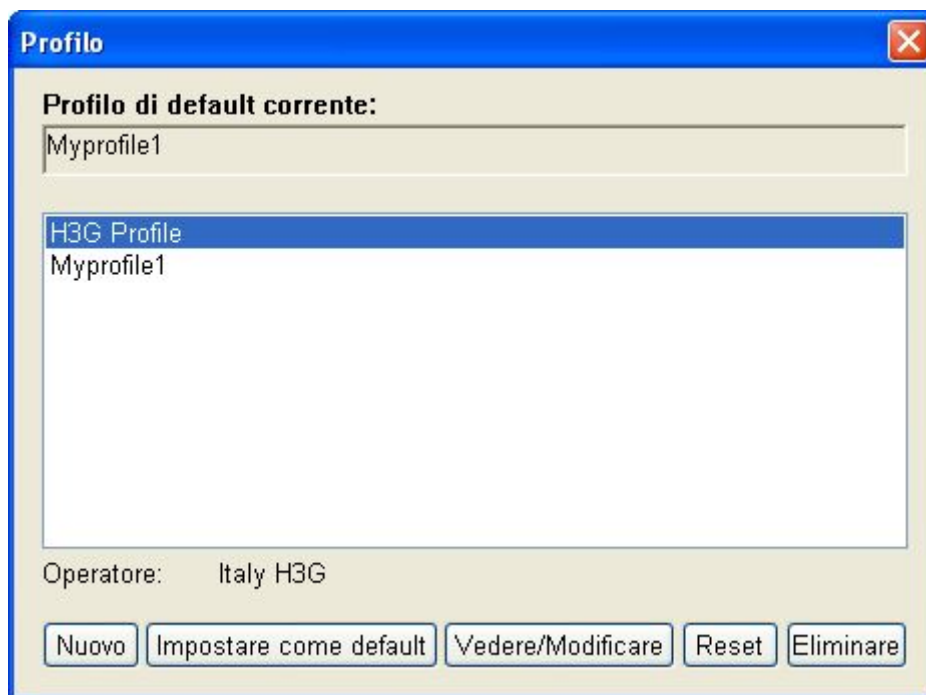 Profilo
Profilo di default corrente:
Myprofile1
H3G Profile
Myprofile1
Operatore: Italy H3G
Nuovo Impostare come default Vedere/Modificare Reset Eliminare